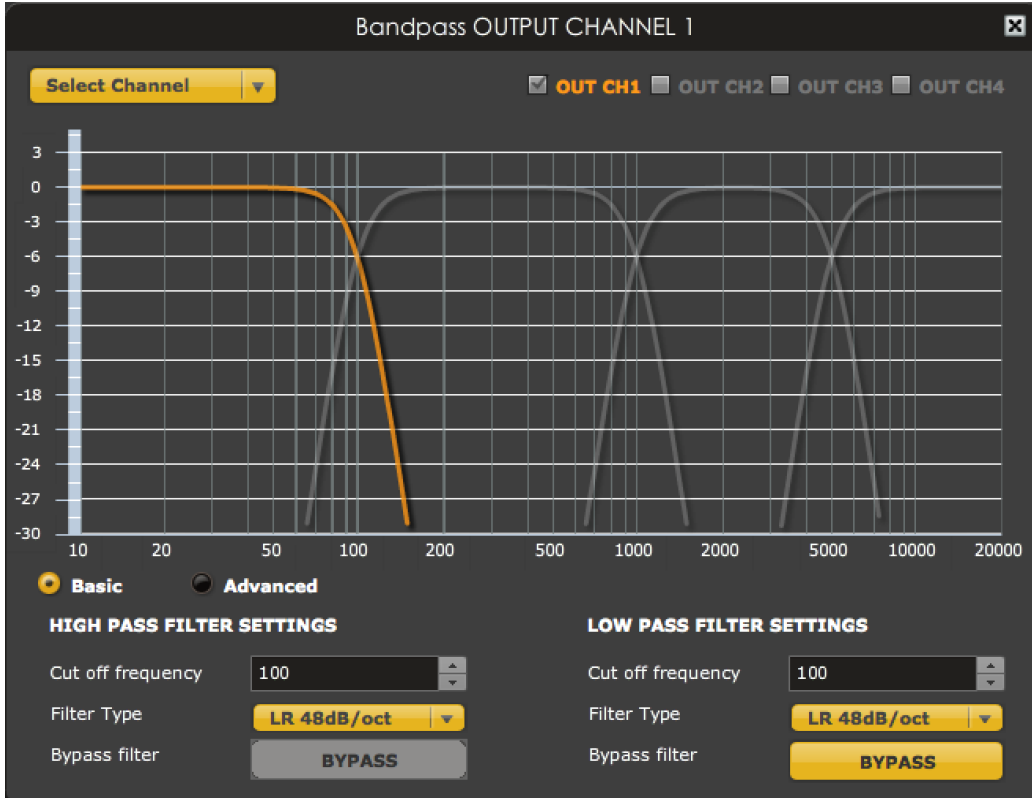 Bandpass OUTPUT CHANNEL 1
Select Channel
OUT CH1 OUT CH2 OUT CH3 OUT CH4
3
0
-3
-6
-9
-12
-15
-18
-21
-24
-27
-30
10 20 50 100 200 500 1000 2000 5000 10000 20000
Basic Advanced
HIGH PASS FILTER SETTINGS
Cut off frequency 100
Filter Type LR 48dB/oct
Bypass filter BYPASS
LOW PASS FILTER SETTINGS
Cut off frequency 100
Filter Type LR 48dB/oct
Bypass filter BYPASS